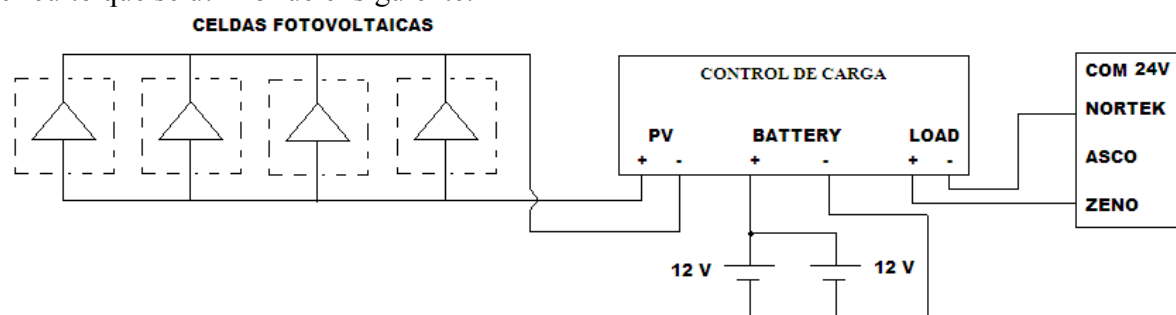 CELDAS FOTOVOLTAICAS
CONTROL DE CARGA
PV BATTERY LOAD
+ - + - + -
COM 24V
NORTEK
ASCO
ZENO
12 V 12 V